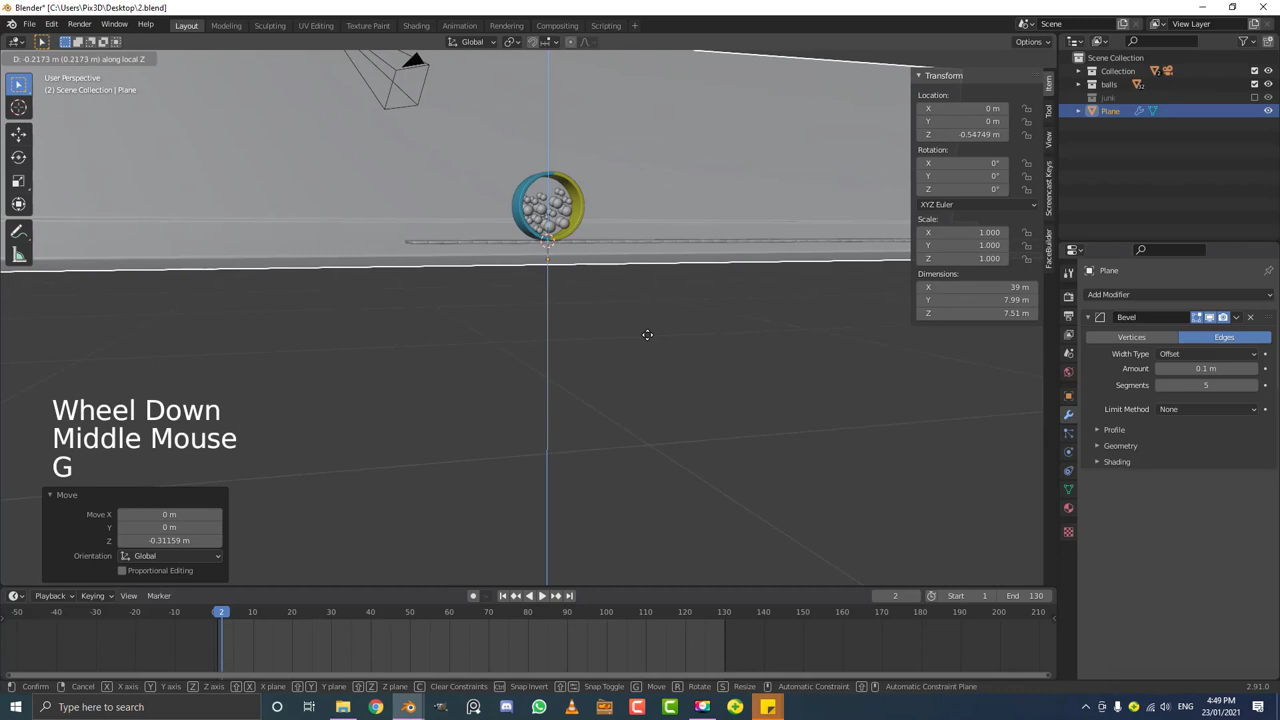 Blender* [C:\Users\Pix3D\Desktop\2.blend]
File Edit Render Window Help Layout Modeling Sculpting UV Editing Texture Paint Shading Animation Rendering Compositing Scripting Scene View Layer
Global Options
D: -0.2173 m (0.2173 m) along local Z
User Perspective
(2) Scene Collection | Plane
Transform
Location:
X 0 m
Y 0 m
Z -0.54749 m
Rotation:
X 0°
Y 0°
Z 0°
XYZ Euler
Scale:
X 1.000
Y 1.000
Z 1.000
Dimensions:
X 39 m
Y 7.99 m
Z 7.51 m
Item
Tool
View
Screencast Keys
FaceBuilder
Scene Collection
Collection 2
balls 32
junk
Plane
Plane
Add Modifier
Bevel
Vertices Edges
Width Type Offset
Amount 0.1 m
Segments 5
Limit Method None
Profile
Geometry
Shading
Wheel Down
Middle Mouse
G
Move
Move X 0 m
Y 0 m
Z -0.31159 m
Orientation Global
Proportional Editing
Playback Keying View Marker 2 Start 1 End 130
-50 -40 -30 -20 -10 2 10 20 30 40 50 60 70 80 90 100 110 120 130 140 150 160 170 180 190 200 210
Confirm Cancel X X axis Y Y axis Z Z axis X X plane Y Y plane Z Z plane C Clear Constraints Snap Invert Snap Toggle G Move R Rotate S Resize Automatic Constraint Automatic Constraint Plane 2.91.0
Type here to search
ENG
4:49 PM
23/01/2021